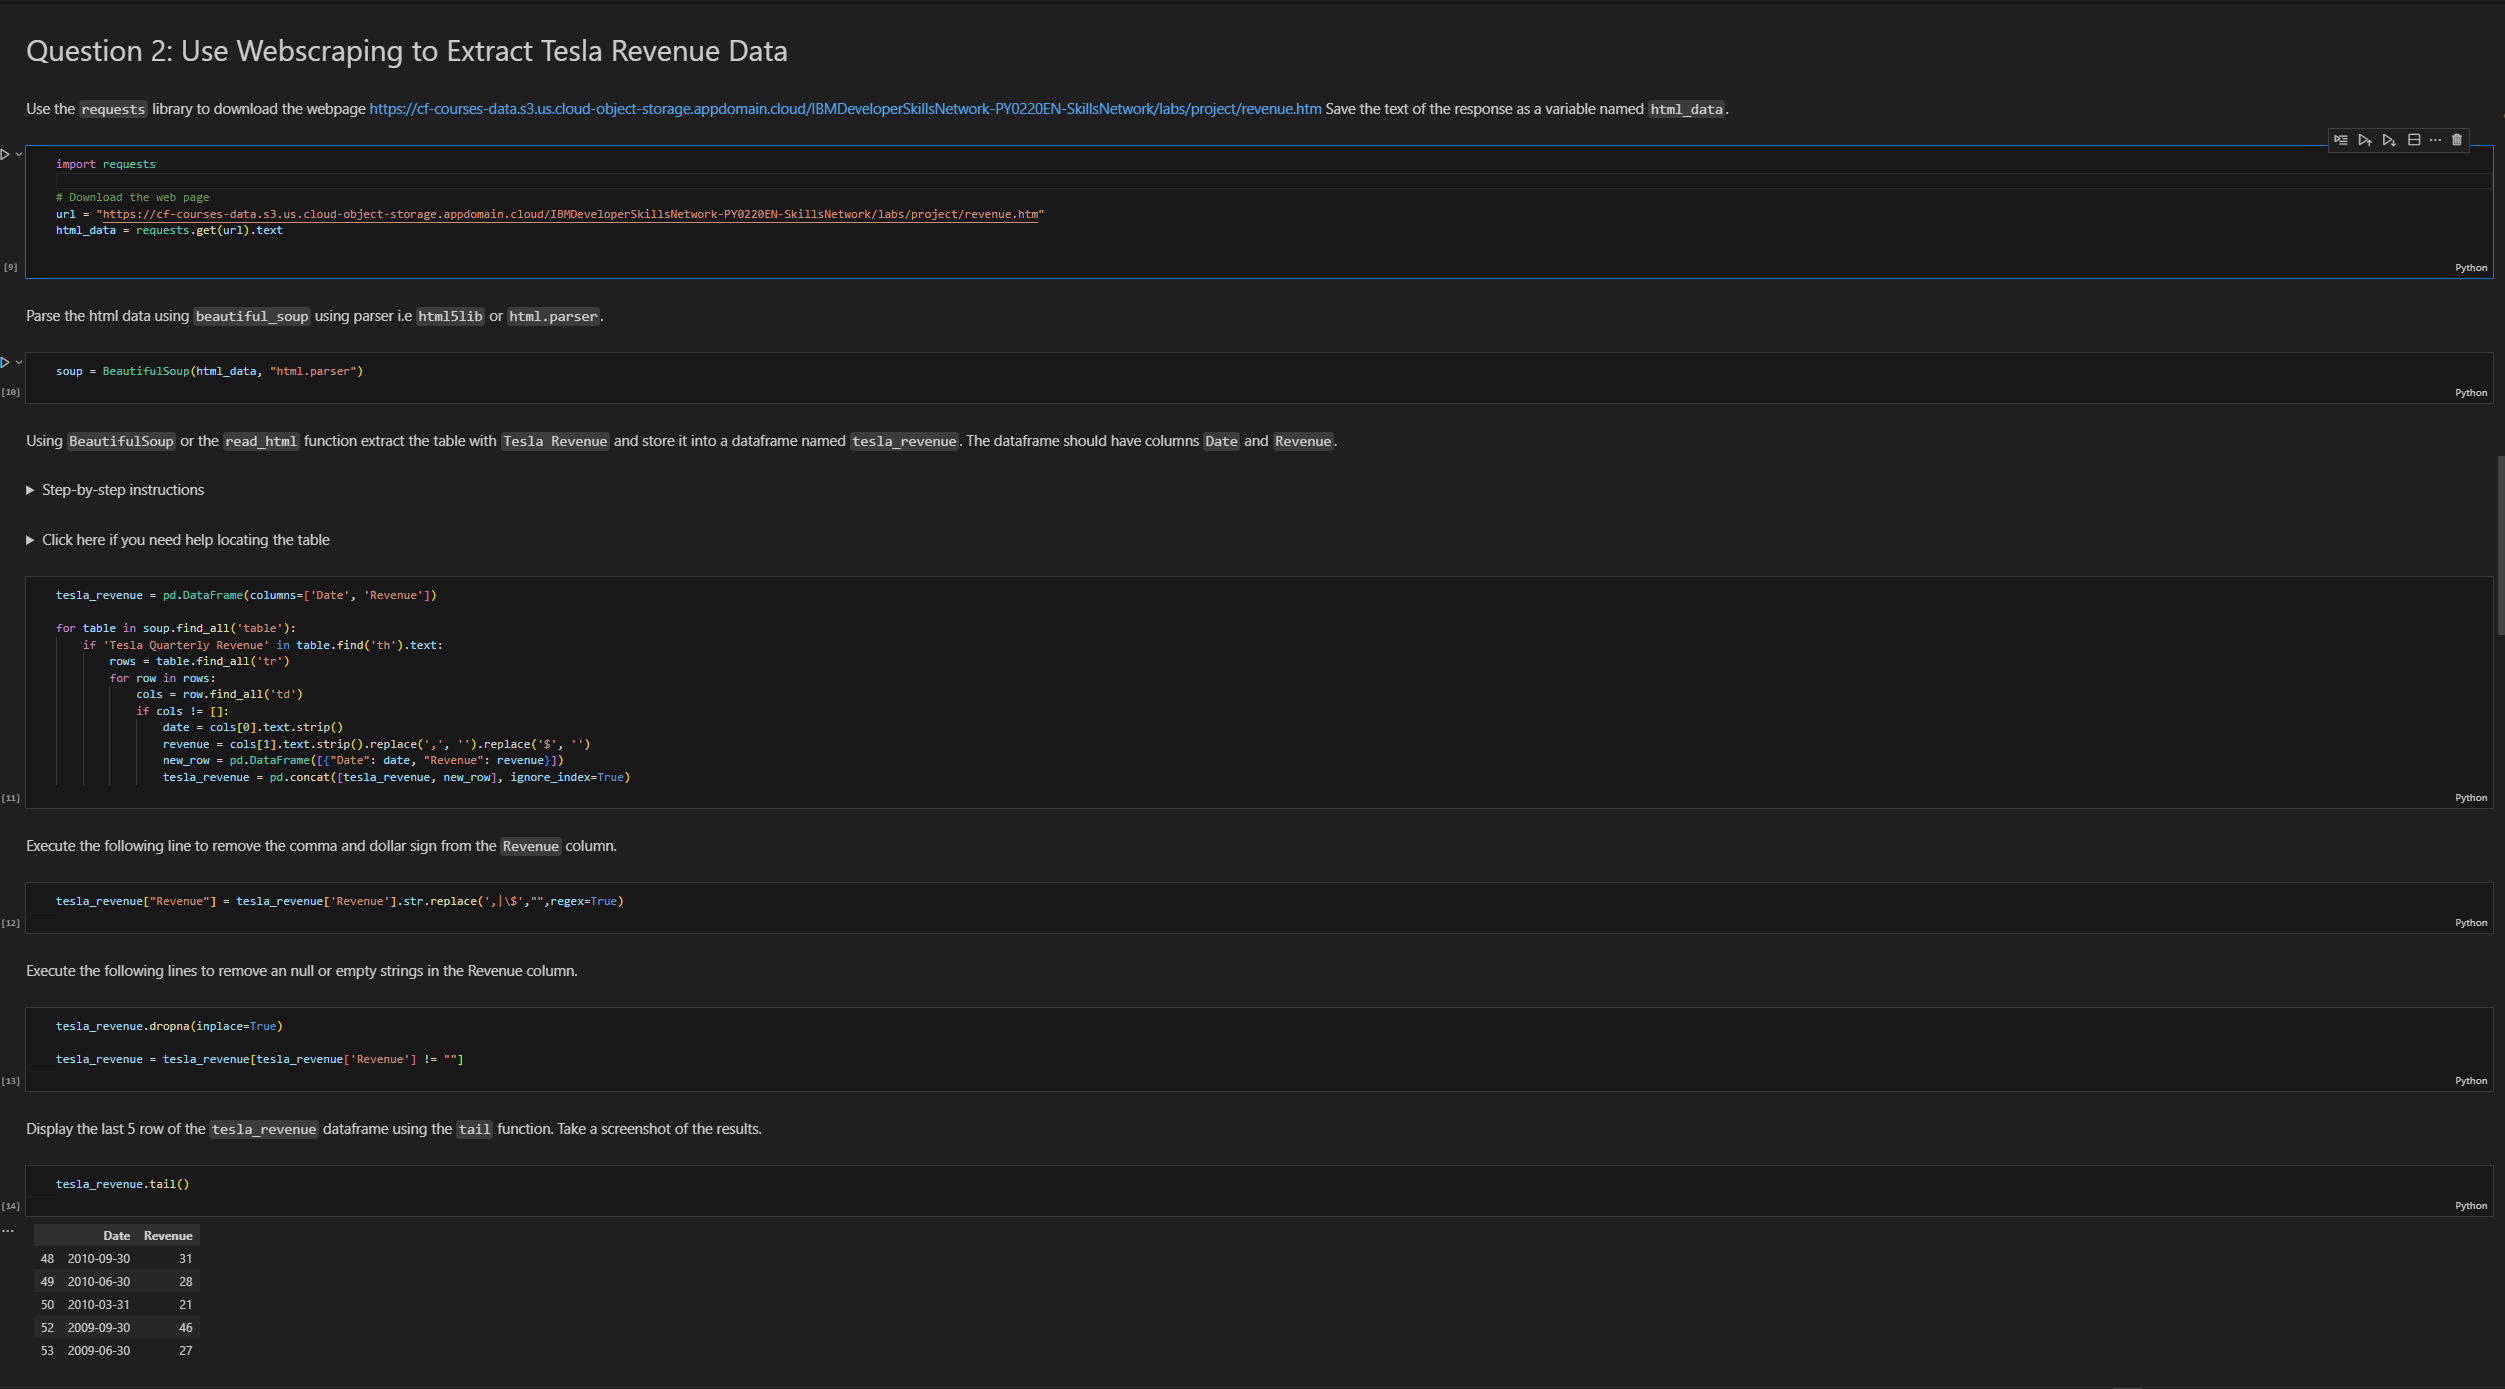 Question 2: Use Webscraping to Extract Tesla Revenue Data
Use the requests library to download the webpage https://cf-courses-data.s3.us.cloud-object-storage.appdomain.cloud/IBMDeveloperSkillsNetwork-PY0220EN-SkillsNetwork/labs/project/revenue.htm Save the text of the response as a variable named html_data.
import requests
# Download the web page
url = "https://cf-courses-data.s3.us.cloud-object-storage.appdomain.cloud/IBMDeveloperSkillsNetwork-PY0220EN-SkillsNetwork/labs/project/revenue.htm"
html_data = requests.get(url).text
[9]
Python
Parse the html data using beautiful_soup using parser i.e html5lib or html.parser.
soup = BeautifulSoup(html_data, "html.parser")
[10]
Python
Using BeautifulSoup or the read_html function extract the table with Tesla Revenue and store it into a dataframe named tesla_revenue. The dataframe should have columns Date and Revenue.
Step-by-step instructions
Click here if you need help locating the table
tesla_revenue = pd.DataFrame(columns=['Date', 'Revenue'])
for table in soup.find_all('table'):
    if 'Tesla Quarterly Revenue' in table.find('th').text:
        rows = table.find_all('tr')
        for row in rows:
            cols = row.find_all('td')
            if cols != []:
                date = cols[0].text.strip()
                revenue = cols[1].text.strip().replace(',', '').replace('$', '')
                new_row = pd.DataFrame([{"Date": date, "Revenue": revenue}])
                tesla_revenue = pd.concat([tesla_revenue, new_row], ignore_index=True)
[11]
Python
Execute the following line to remove the comma and dollar sign from the Revenue column.
tesla_revenue["Revenue"] = tesla_revenue['Revenue'].str.replace(',|\$',"",regex=True)
[12]
Python
Execute the following lines to remove an null or empty strings in the Revenue column.
tesla_revenue.dropna(inplace=True)
tesla_revenue = tesla_revenue[tesla_revenue['Revenue'] != ""]
[13]
Python
Display the last 5 row of the tesla_revenue dataframe using the tail function. Take a screenshot of the results.
tesla_revenue.tail()
[14]
Python
Date Revenue
48 2010-09-30 31
49 2010-06-30 28
50 2010-03-31 21
52 2009-09-30 46
53 2009-06-30 27